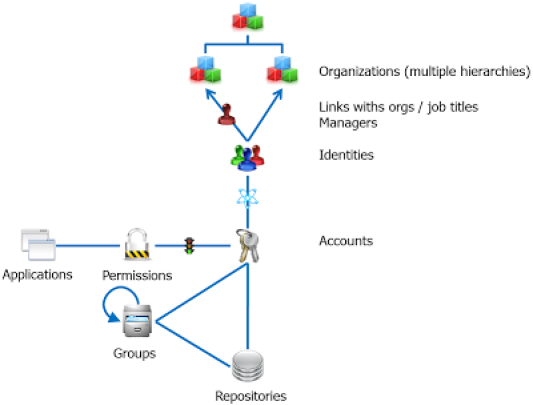 Organizations (multiple hierarchies)
Links withs orgs / job titles
Managers
Identities
Accounts
Applications
Permissions
Groups
Repositories